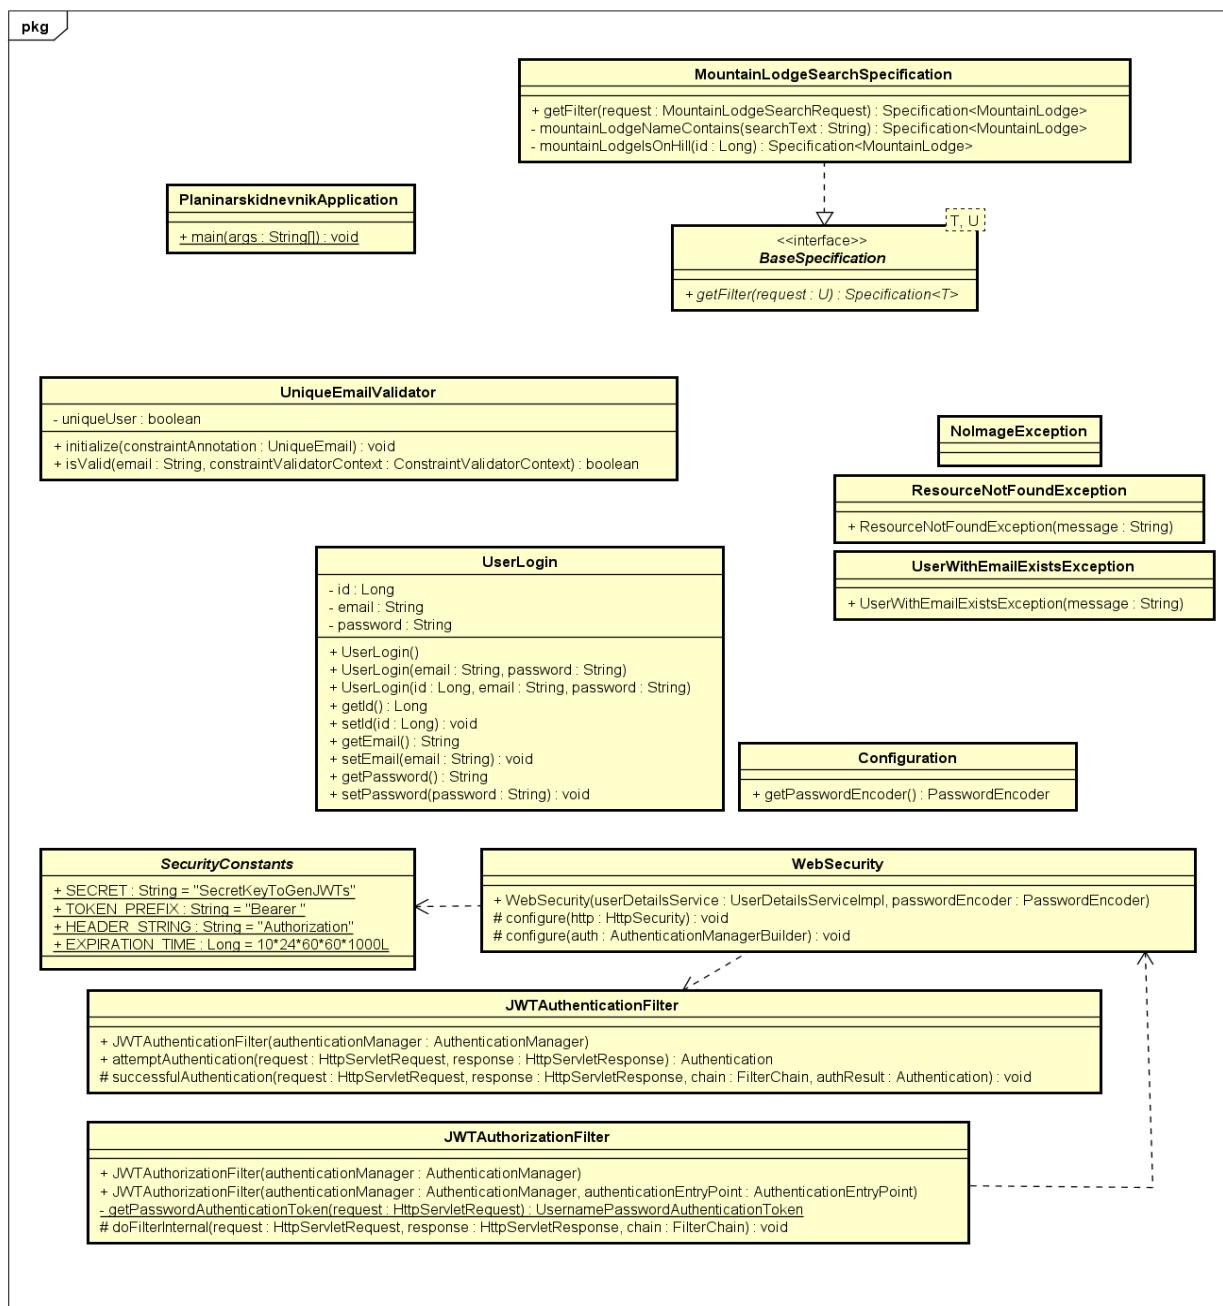 pkg
MountainLodgeSearchSpecification
+ getFilter(request : MountainLodgeSearchRequest) : Specification<MountainLodge>
- mountainLodgeNameContains(searchText : String) : Specification<MountainLodge>
- mountainLodgeIsOnHill(id : Long) : Specification<MountainLodge>
PlaninarskidnevnikApplication
+ main(args : String[]) : void
T, U
<<interface>>
BaseSpecification
+ getFilter(request : U) : Specification<T>
UniqueEmailValidator
- uniqueUser : boolean
+ initialize(constraintAnnotation : UniqueEmail) : void
+ isValid(email : String, constraintValidatorContext : ConstraintValidatorContext) : boolean
NoImageException
ResourceNotFoundException
+ ResourceNotFoundException(message : String)
UserWithEmailExistsException
+ UserWithEmailExistsException(message : String)
UserLogin
- id : Long
- email : String
- password : String
+ UserLogin()
+ UserLogin(email : String, password : String)
+ UserLogin(id : Long, email : String, password : String)
+ getId() : Long
+ setId(id : Long) : void
+ getEmail() : String
+ setEmail(email : String) : void
+ getPassword() : String
+ setPassword(password : String) : void
Configuration
+ getPasswordEncoder() : PasswordEncoder
SecurityConstants
+ SECRET : String = "SecretKeyToGenJWTs"
+ TOKEN_PREFIX : String = "Bearer "
+ HEADER_STRING : String = "Authorization"
+ EXPIRATION_TIME : Long = 10*24*60*60*1000L
WebSecurity
+ WebSecurity(userDetailsService : UserDetailsServiceImpl, passwordEncoder : PasswordEncoder)
# configure(http : HttpSecurity) : void
# configure(auth : AuthenticationManagerBuilder) : void
JWTAuthenticationFilter
+ JWTAuthenticationFilter(authenticationManager : AuthenticationManager)
+ attemptAuthentication(request : HttpServletRequest, response : HttpServletResponse) : Authentication
# successfulAuthentication(request : HttpServletRequest, response : HttpServletResponse, chain : FilterChain, authResult : Authentication) : void
JWTAuthorizationFilter
+ JWTAuthorizationFilter(authenticationManager : AuthenticationManager)
+ JWTAuthorizationFilter(authenticationManager : AuthenticationManager, authenticationEntryPoint : AuthenticationEntryPoint)
- getPasswordAuthenticationToken(request : HttpServletRequest) : UsernamePasswordAuthenticationToken
# doFilterInternal(request : HttpServletRequest, response : HttpServletResponse, chain : FilterChain) : void